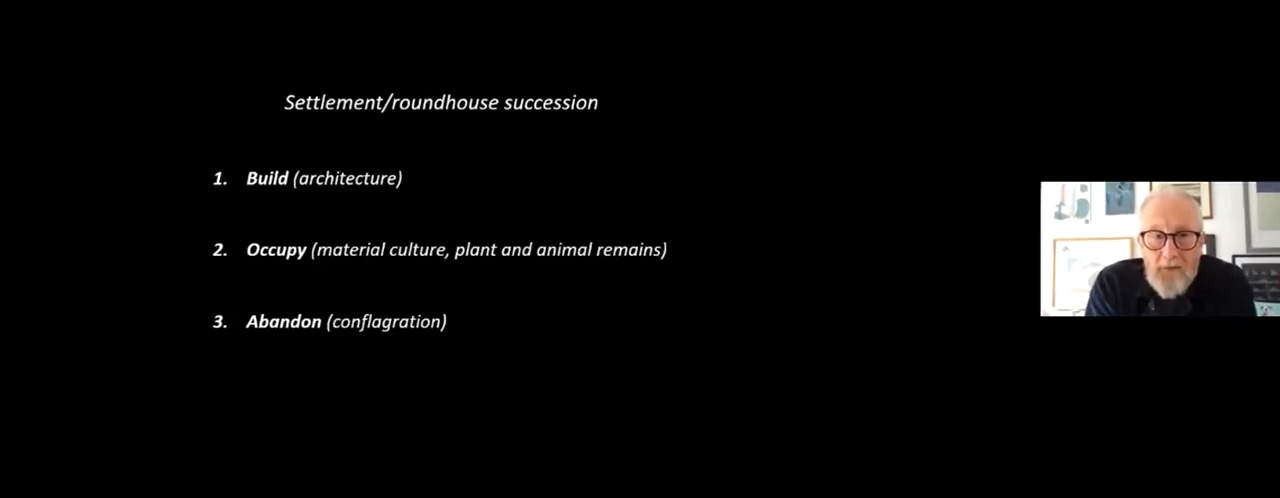 Settlement/roundhouse succession
1. Build (architecture)
2. Occupy (material culture, plant and animal remains)
3. Abandon (conflagration)